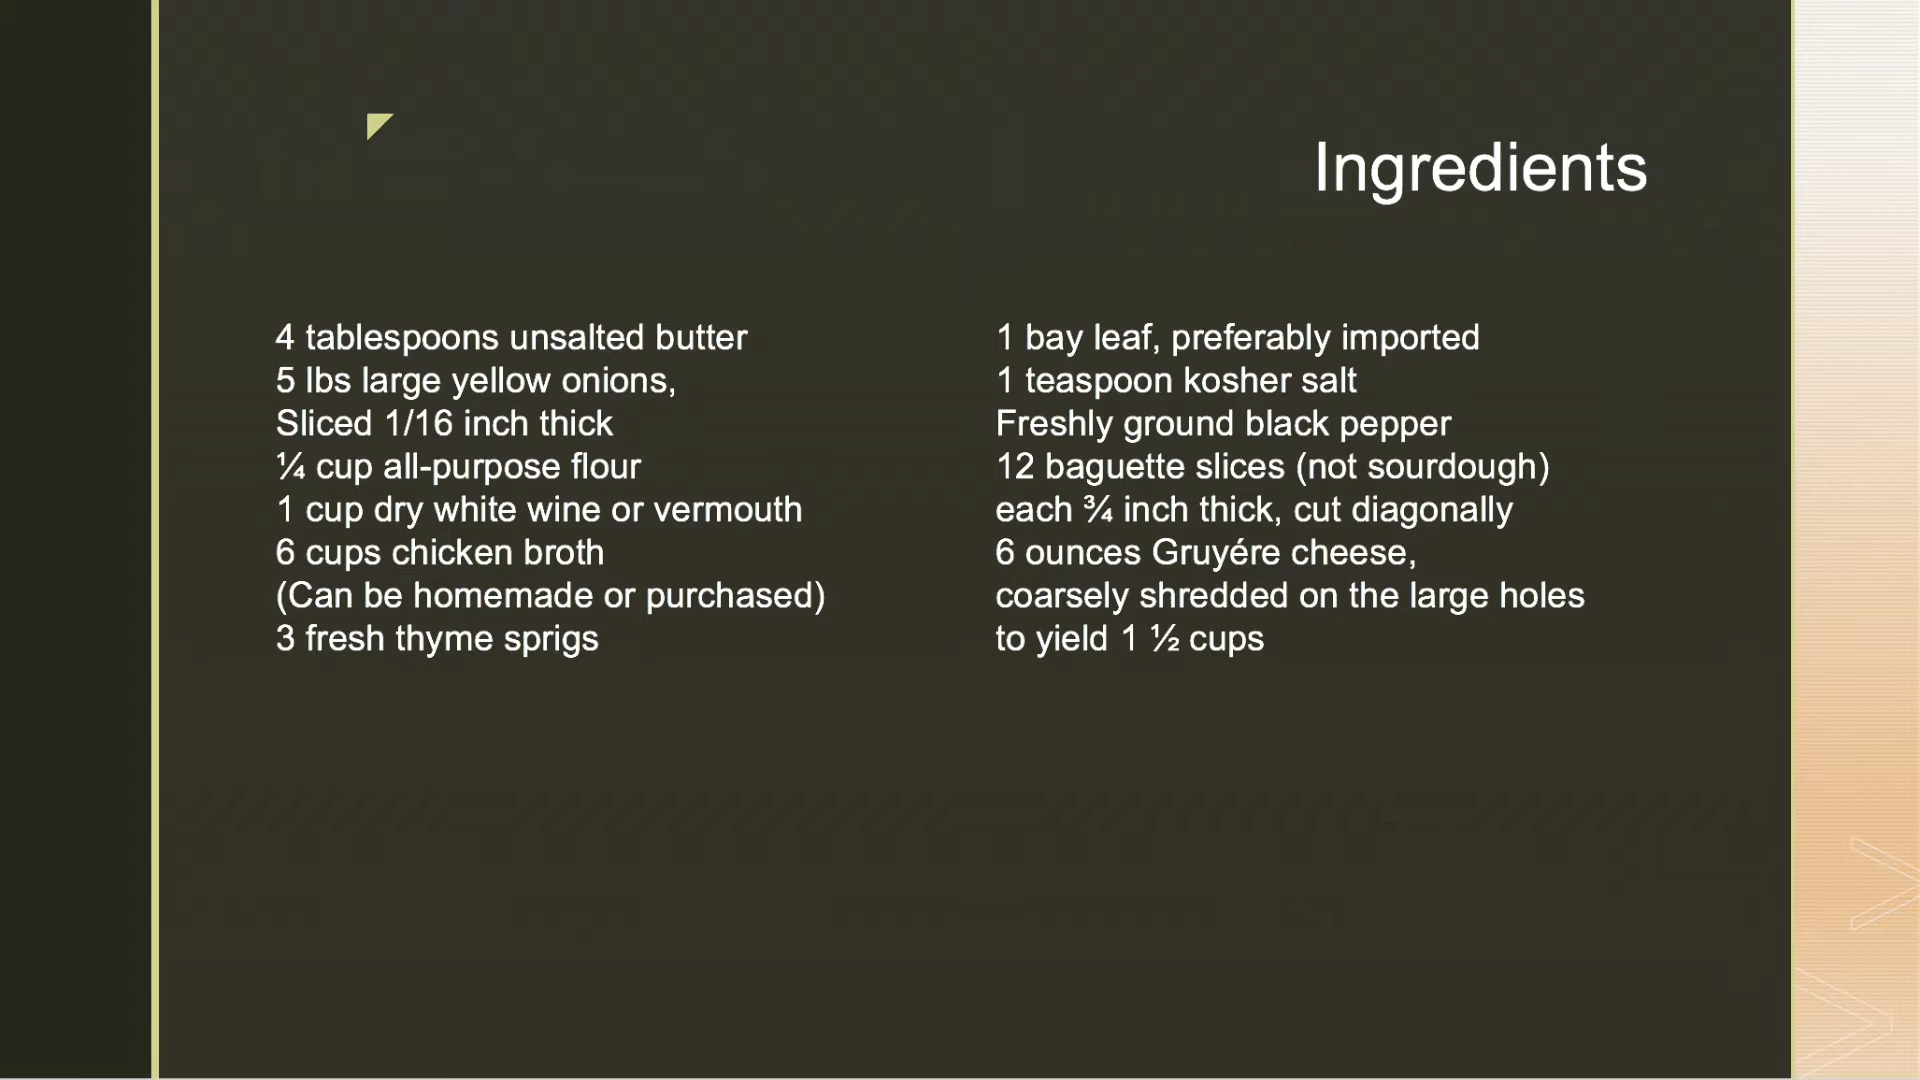 Ingredients
4 tablespoons unsalted butter
5 lbs large yellow onions,
Sliced 1/16 inch thick
¼ cup all-purpose flour
1 cup dry white wine or vermouth
6 cups chicken broth
(Can be homemade or purchased)
3 fresh thyme sprigs
1 bay leaf, preferably imported
1 teaspoon kosher salt
Freshly ground black pepper
12 baguette slices (not sourdough)
each ¾ inch thick, cut diagonally
6 ounces Gruyére cheese,
coarsely shredded on the large holes
to yield 1 ½ cups